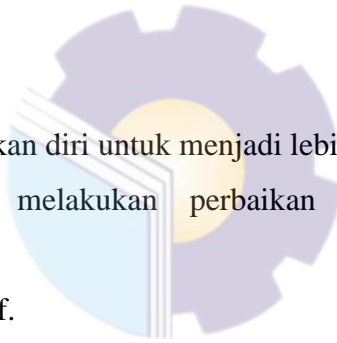 kan diri untuk menjadi lebi
melakukan perbaikan
f.